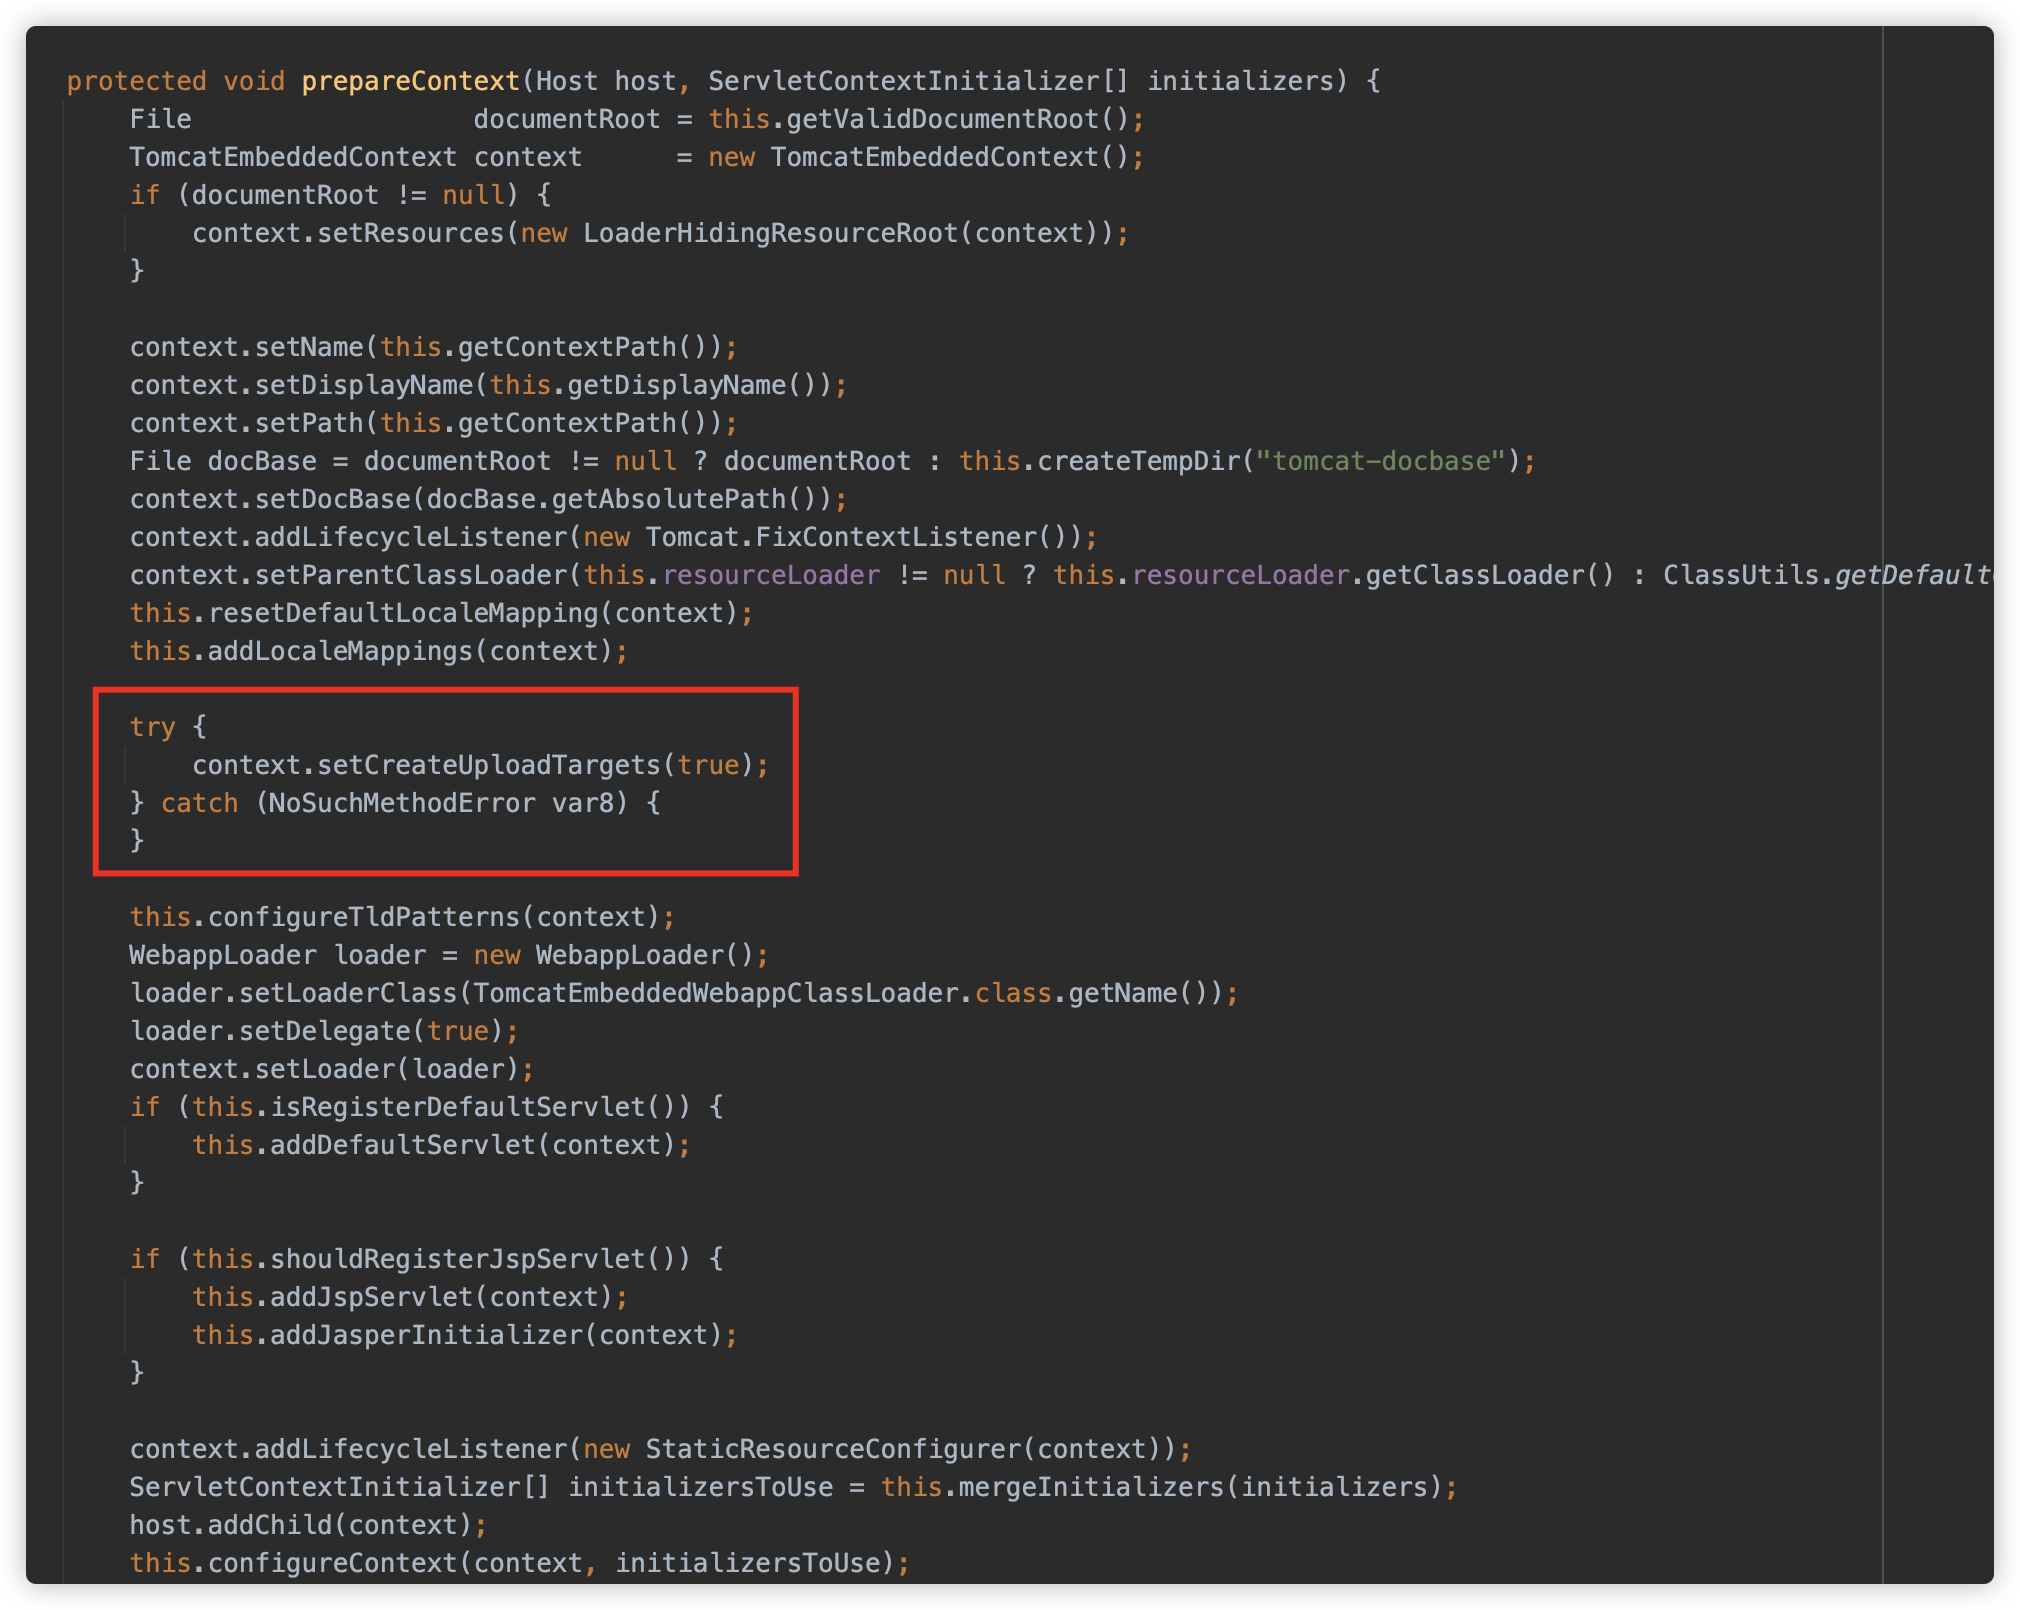 protected void prepareContext(Host host, ServletContextInitializer[] initializers) {
    File                  documentRoot = this.getValidDocumentRoot();
    TomcatEmbeddedContext context      = new TomcatEmbeddedContext();
    if (documentRoot != null) {
        context.setResources(new LoaderHidingResourceRoot(context));
    }

    context.setName(this.getContextPath());
    context.setDisplayName(this.getDisplayName());
    context.setPath(this.getContextPath());
    File docBase = documentRoot != null ? documentRoot : this.createTempDir("tomcat-docbase");
    context.setDocBase(docBase.getAbsolutePath());
    context.addLifecycleListener(new Tomcat.FixContextListener());
    context.setParentClassLoader(this.resourceLoader != null ? this.resourceLoader.getClassLoader() : ClassUtils.getDefault
    this.resetDefaultLocaleMapping(context);
    this.addLocaleMappings(context);

    try {
        context.setCreateUploadTargets(true);
    } catch (NoSuchMethodError var8) {
    }

    this.configureTldPatterns(context);
    WebappLoader loader = new WebappLoader();
    loader.setLoaderClass(TomcatEmbeddedWebappClassLoader.class.getName());
    loader.setDelegate(true);
    context.setLoader(loader);
    if (this.isRegisterDefaultServlet()) {
        this.addDefaultServlet(context);
    }

    if (this.shouldRegisterJspServlet()) {
        this.addJspServlet(context);
        this.addJasperInitializer(context);
    }

    context.addLifecycleListener(new StaticResourceConfigurer(context));
    ServletContextInitializer[] initializersToUse = this.mergeInitializers(initializers);
    host.addChild(context);
    this.configureContext(context, initializersToUse);